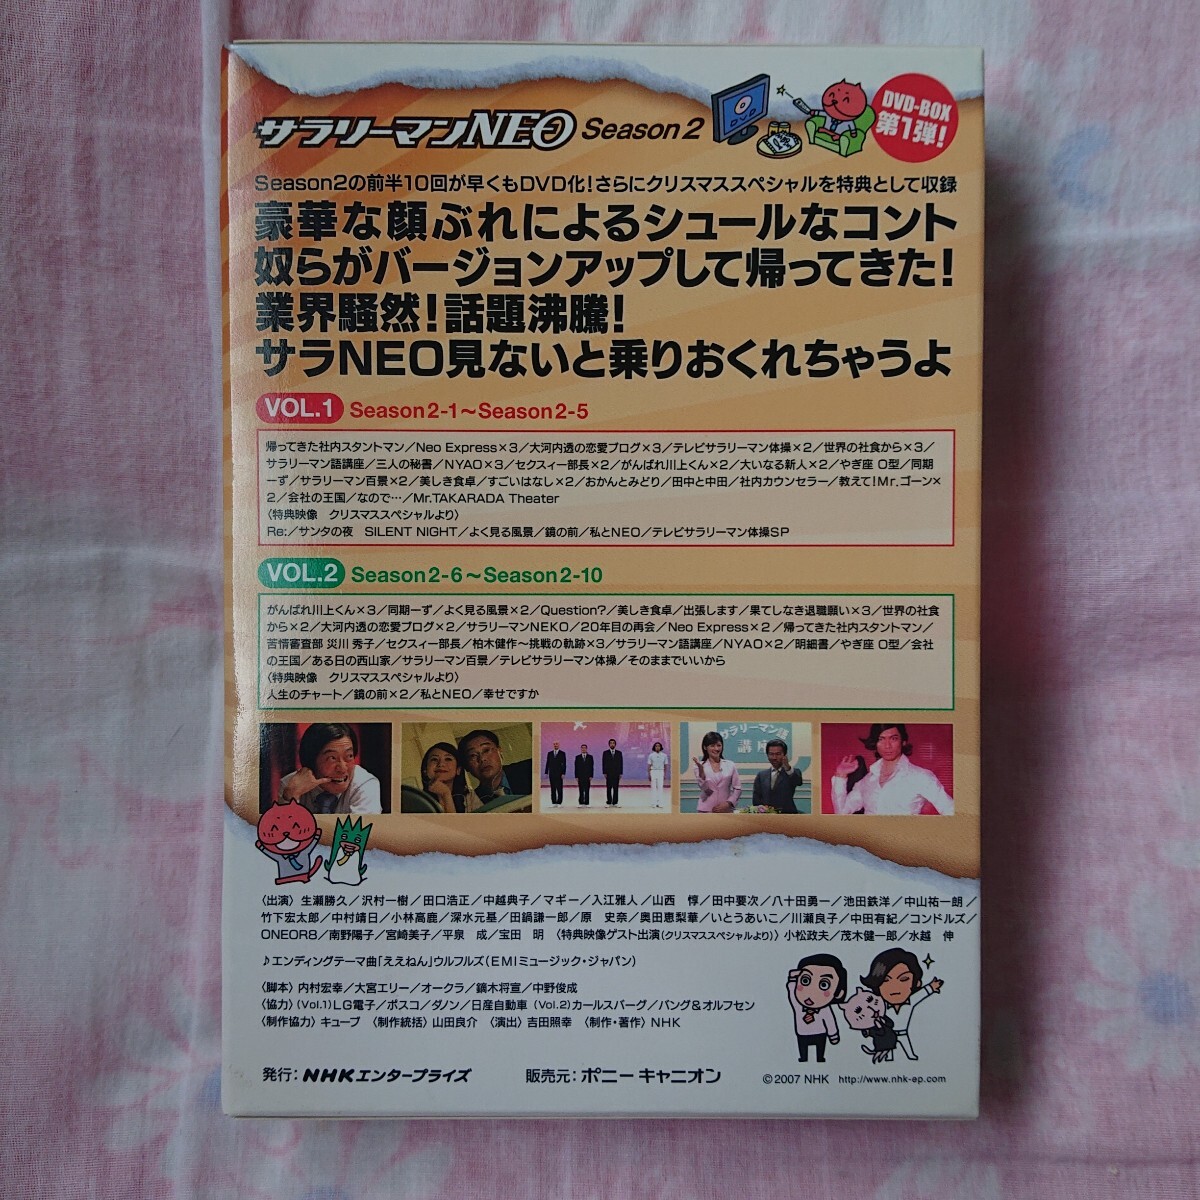 サラリーマンNEO Season2
DVD-BOX
第1弾!
DVD
Season2の前半10回が早くもDVD化!さらにクリスマススペシャルを特典として収録
豪華な顔ぶれによるシュールなコント
奴らがバージョンアップして帰ってきた!
業界騒然!話題沸騰!
サラNEO見ないと乗りおくれちゃうよ
VOL.1 Season2-1〜Season2-5
帰ってきた社内スタントマン/Neo Express×3/大河内透の恋愛ブログ×3/テレビサラリーマン体操×2/世界の社食から×3/
サラリーマン語講座/三人の秘書/NYAO×3/セクスィー部長×2/がんばれ川上くん×2/大いなる新人×2/やぎ座 O型/同期
ーず/サラリーマン百景×2/美しき食卓/すごいはなし×2/おかんとみどり/田中と中田/社内カウンセラー/教えて!Mr.ゴーン×
2/会社の王国/なので…/Mr.TAKARADA Theater
〈特典映像 クリスマススペシャルより〉
Re:/サンタの夜 SILENT NIGHT/よく見る風景/鏡の前/私とNEO/テレビサラリーマン体操SP
VOL.2 Season2-6〜Season2-10
がんばれ川上くん×3/同期ーず/よく見る風景×2/Question?/美しき食卓/出張します/果てしなき退職願い×3/世界の社食
から×2/大河内透の恋愛ブログ×2/サラリーマンNEKO/20年目の再会/Neo Express×2/帰ってきた社内スタントマン/
苦情審査部 災川 秀子/セクスィー部長/柏木健作〜挑戦の軌跡×3/サラリーマン語講座/NYAO×2/明細書/やぎ座 O型/会社
の王国/ある日の西山家/サラリーマン百景/テレビサラリーマン体操/そのままでいいから
〈特典映像 クリスマススペシャルより〉
人生のチャート/鏡の前×2/私とNEO/幸せですか
サラリーマン語
講座
〈出演〉生瀬勝久/沢村一樹/田口浩正/中越典子/マギー/入江雅人/山西 惇/田中要次/八十田勇一/池田鉄洋/中山祐一朗/
竹下宏太郎/中村靖日/小林高鹿/深水元基/田鍋謙一郎/原 史奈/奥田恵梨華/いとうあいこ/川瀬良子/中田有紀/コンドルズ/
ONEOR8/南野陽子/宮崎美子/平泉 成/宝田 明 〈特典映像ゲスト出演(クリスマススペシャルより)〉小松政夫/茂木健一郎/水越 伸
♪エンディングテーマ曲「ええねん」ウルフルズ(EMIミュージック・ジャパン)
〈脚本〉内村宏幸/大宮エリー/オークラ/鏑木将宣/中野俊成
〈協力〉(Vol.1)LG電子/ボスコ/ダノン/日産自動車 (Vol.2)カールスバーグ/バング&オルフセン
〈制作協力〉キューブ 〈制作統括〉山田良介 〈演出〉吉田照幸 〈制作・著作〉NHK
発行: NHKエンタープライズ 販売元: ポニーキャニオン ©2007 NHK http://www.nhk-ep.com